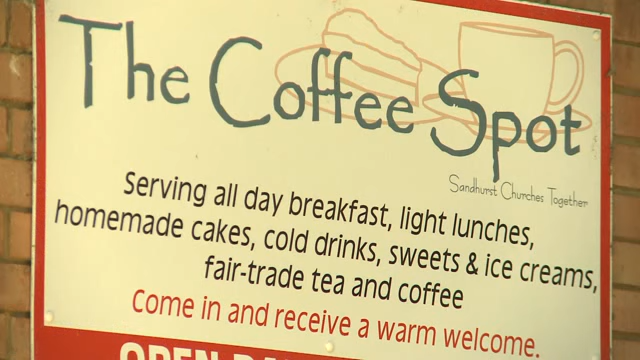 The Coffee Spot
Sandhurst Churches Together
Serving all day breakfast, light lunches,
homemade cakes, cold drinks, sweets & ice creams,
fair-trade tea and coffee
Come in and receive a warm welcome.
OPEN